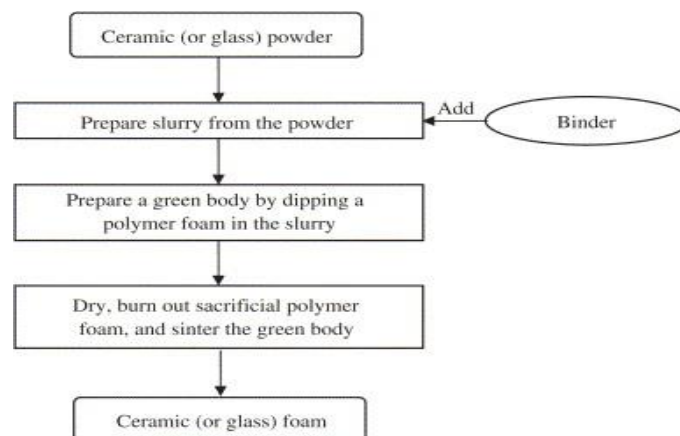 Ceramic (or glass) powder
Prepare slurry from the powder
Add
Binder
Prepare a green body by dipping a
polymer foam in the slurry
Dry, burn out sacrificial polymer
foam, and sinter the green body
Ceramic (or glass) foam